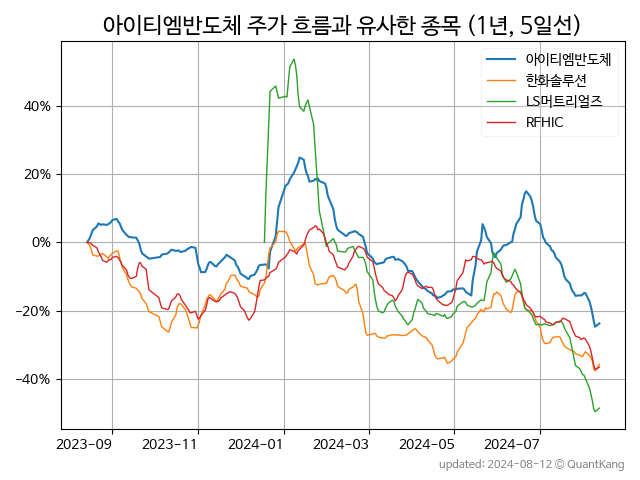 아이티엠반도체 주가 흐름과 유사한 종목 (1년, 5일선)
아이티엠반도체
한화솔루션
LS머트리얼즈
RFHIC
40%
20%
0%
−20%
−40%
2023-09 2023-11 2024-01 2024-03 2024-05 2024-07
updated: 2024-08-12 © QuantKang